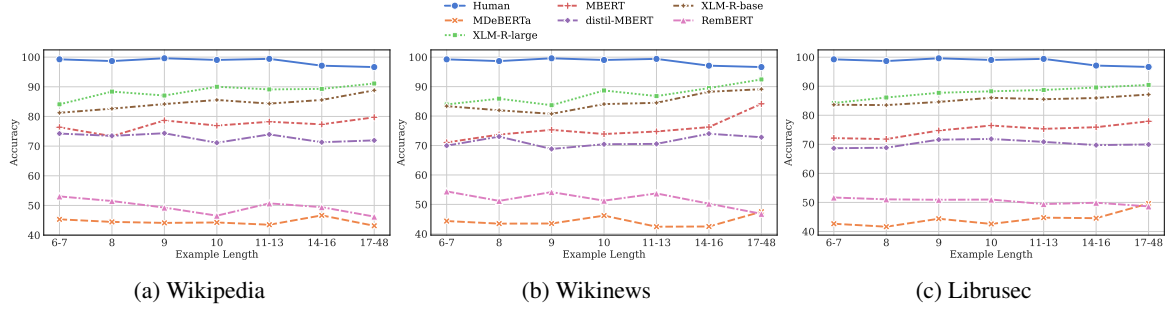 Human
MBERT
XLM-R-base
MDeBERTa
distil-MBERT
RemBERT
XLM-R-large
100
90
80
70
60
50
40
Accuracy
6-7 8 9 10 11-13 14-16 17-48
Example Length
(a) Wikipedia
100
90
80
70
60
50
40
Accuracy
6-7 8 9 10 11-13 14-16 17-48
Example Length
(b) Wikinews
100
90
80
70
60
50
40
Accuracy
6-7 8 9 10 11-13 14-16 17-48
Example Length
(c) Librusec